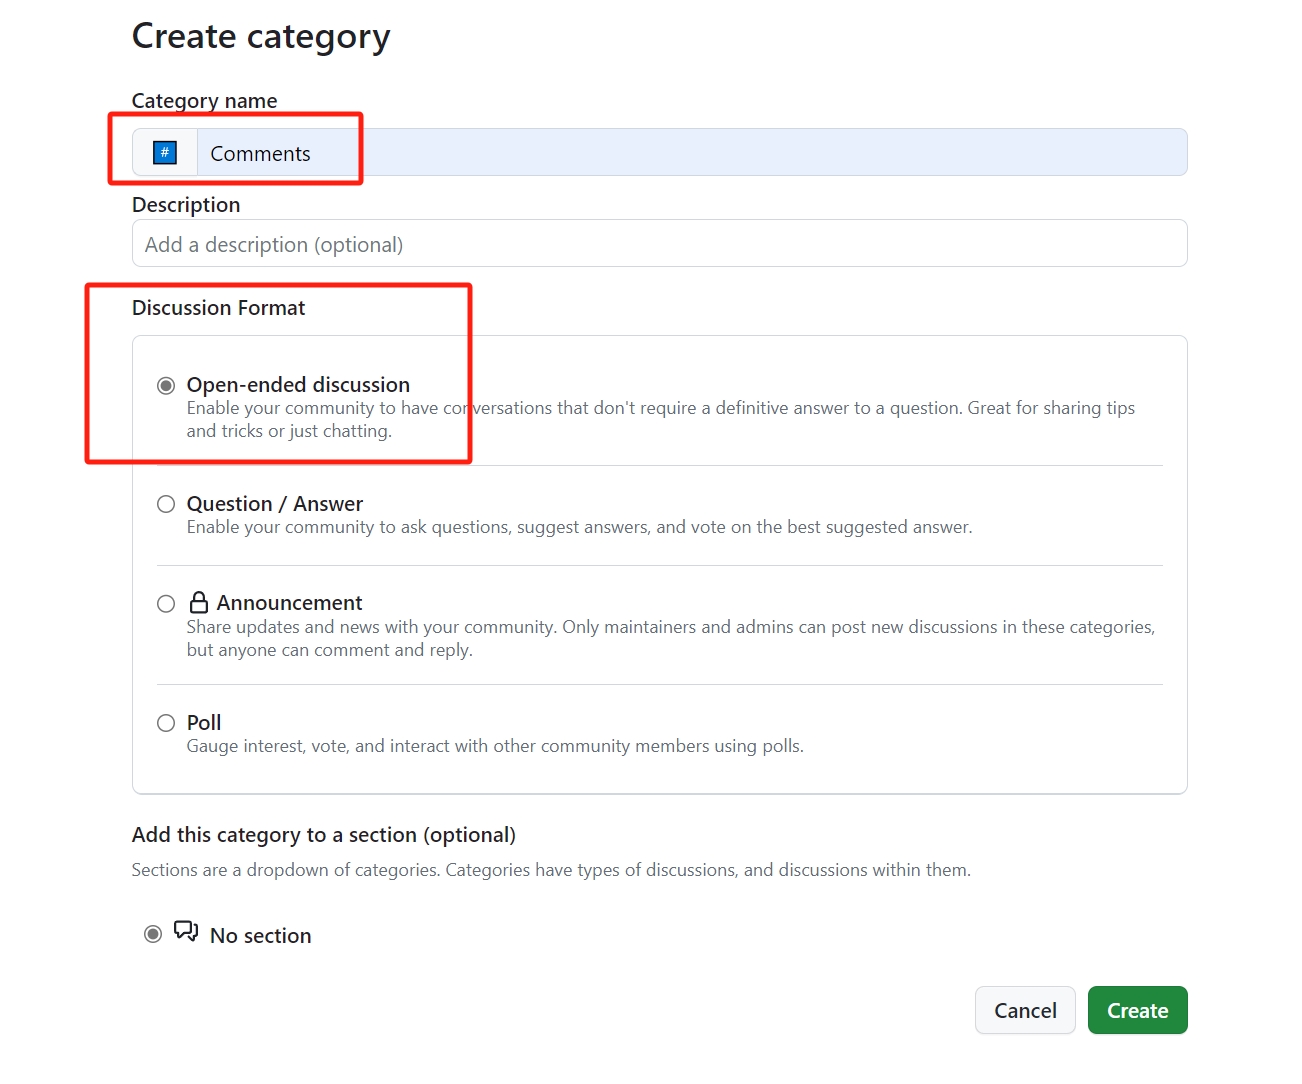 Create category
Category name
# Comments
Description
Add a description (optional)
Discussion Format
Open-ended discussion
Enable your community to have conversations that don't require a definitive answer to a question. Great for sharing tips
and tricks or just chatting.
Question / Answer
Enable your community to ask questions, suggest answers, and vote on the best suggested answer.
Announcement
Share updates and news with your community. Only maintainers and admins can post new discussions in these categories,
but anyone can comment and reply.
Poll
Gauge interest, vote, and interact with other community members using polls.
Add this category to a section (optional)
Sections are a dropdown of categories. Categories have types of discussions, and discussions within them.
No section
Cancel Create